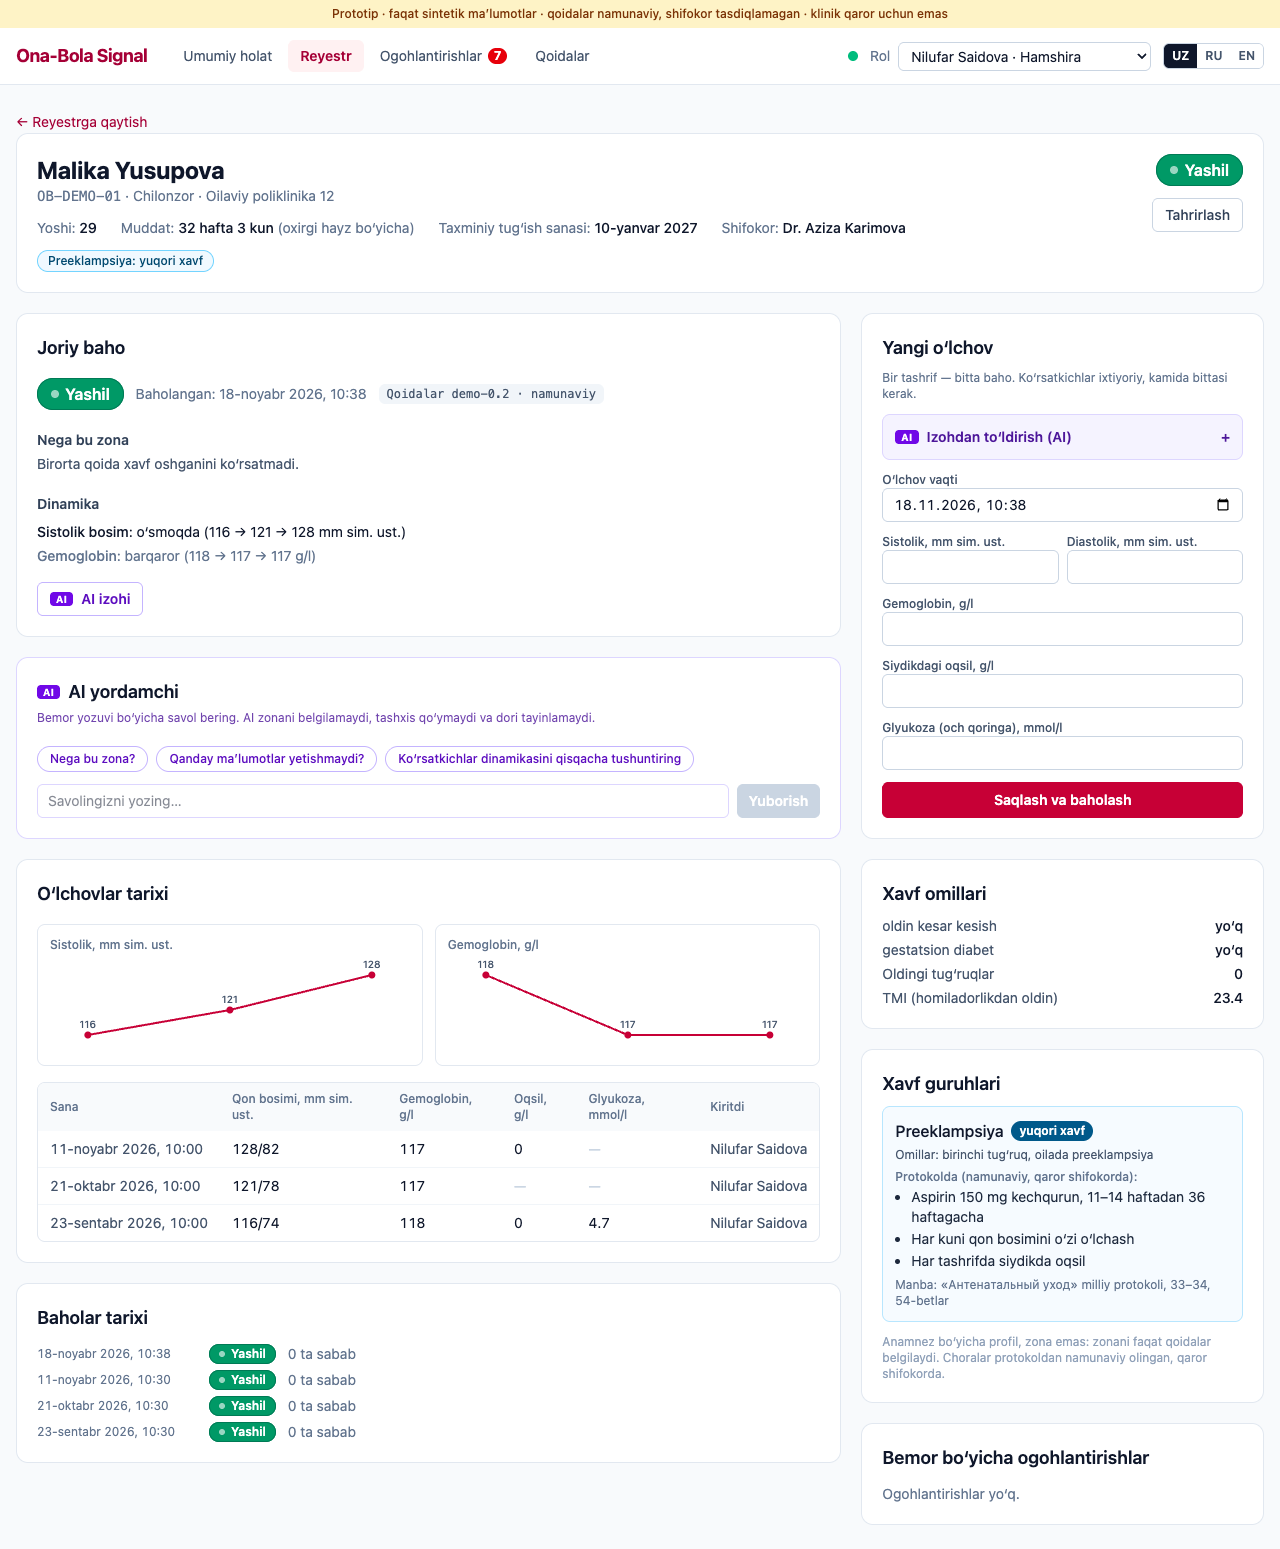 Prototip · faqat sintetik maʼlumotlar · qoidalar namunaviy, shifokor tasdiqlamagan · klinik qaror uchun emas
Ona-Bola Signal
Umumiy holat
Reyestr
Ogohlantirishlar 7
Qoidalar
Rol
Nilufar Saidova · Hamshira
UZ RU EN
← Reyestrga qaytish
Malika Yusupova
OB-DEMO-01 · Chilonzor · Oilaviy poliklinika 12
Yoshi: 29 Muddat: 32 hafta 3 kun (oxirgi hayz boʻyicha) Taxminiy tugʻish sanasi: 10-yanvar 2027 Shifokor: Dr. Aziza Karimova
Preeklampsiya: yuqori xavf
Yashil
Tahrirlash
Joriy baho
Yashil Baholangan: 18-noyabr 2026, 10:38 Qoidalar demo-0.2 · namunaviy
Nega bu zona
Birorta qoida xavf oshganini koʻrsatmadi.
Dinamika
Sistolik bosim: oʻsmoqda (116 → 121 → 128 mm sim. ust.)
Gemoglobin: barqaror (118 → 117 → 117 g/l)
AI AI izohi
AI AI yordamchi
Bemor yozuvi boʻyicha savol bering. AI zonani belgilamaydi, tashxis qoʻymaydi va dori tayinlamaydi.
Nega bu zona?
Qanday maʼlumotlar yetishmaydi?
Koʻrsatkichlar dinamikasini qisqacha tushuntiring
Savolingizni yozing…
Yuborish
Yangi oʻlchov
Bir tashrif — bitta baho. Koʻrsatkichlar ixtiyoriy, kamida bittasi
kerak.
AI Izohdan toʻldirish (AI) +
Oʻlchov vaqti
18.11.2026, 10:38
Sistolik, mm sim. ust. Diastolik, mm sim. ust.
Gemoglobin, g/l
Siydikdagi oqsil, g/l
Glyukoza (och qoringa), mmol/l
Saqlash va baholash
Oʻlchovlar tarixi
Sistolik, mm sim. ust.
116
121
128
Gemoglobin, g/l
118
117
117
Sana Qon bosimi, mm sim. ust. Gemoglobin, g/l Oqsil, g/l Glyukoza, mmol/l Kiritdi
11-noyabr 2026, 10:00 128/82 117 0 — Nilufar Saidova
21-oktabr 2026, 10:00 121/78 117 — — Nilufar Saidova
23-sentabr 2026, 10:00 116/74 118 0 4.7 Nilufar Saidova
Baholar tarixi
18-noyabr 2026, 10:38 Yashil 0 ta sabab
11-noyabr 2026, 10:30 Yashil 0 ta sabab
21-oktabr 2026, 10:30 Yashil 0 ta sabab
23-sentabr 2026, 10:30 Yashil 0 ta sabab
Xavf omillari
oldin kesar kesish yoʻq
gestatsion diabet yoʻq
Oldingi tugʻruqlar 0
TMI (homiladorlikdan oldin) 23.4
Xavf guruhlari
Preeklampsiya yuqori xavf
Omillar: birinchi tugʻruq, oilada preeklampsiya
Protokolda (namunaviy, qaror shifokorda):
• Aspirin 150 mg kechqurun, 11–14 haftadan 36
haftagacha
• Har kuni qon bosimini oʻzi oʻlchash
• Har tashrifda siydikda oqsil
Manba: «Антенатальный уход» milliy protokoli, 33–34,
54-betlar
Anamnez boʻyicha profil, zona emas: zonani faqat qoidalar
belgilaydi. Choralar protokoldan namunaviy olingan, qaror
shifokorda.
Bemor boʻyicha ogohlantirishlar
Ogohlantirishlar yoʻq.